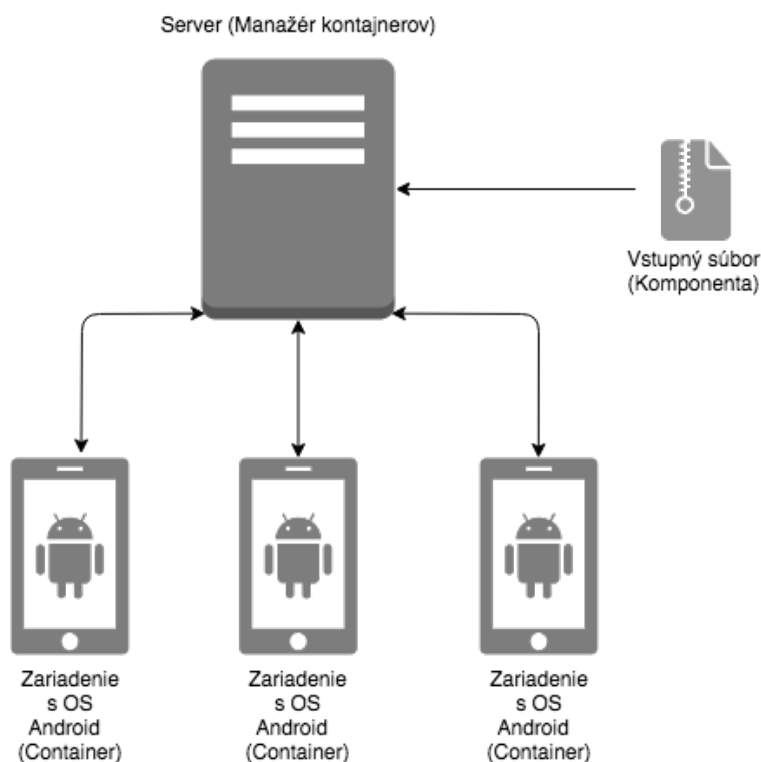 Server (Manažér kontajnerov)
Vstupný súbor
(Komponenta)
Zariadenie
s OS
Android
(Container)
Zariadenie
s OS
Android
(Container)
Zariadenie
s OS
Android
(Container)